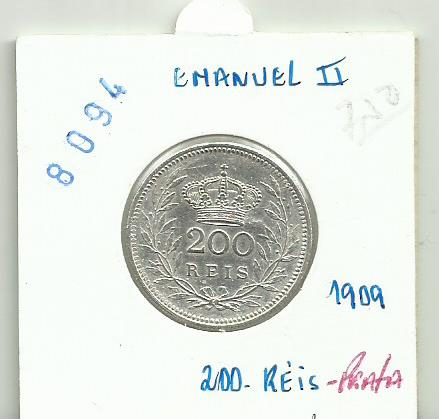 EMANUEL II
8094
200
REIS
1909
200-RÉis-PRATA